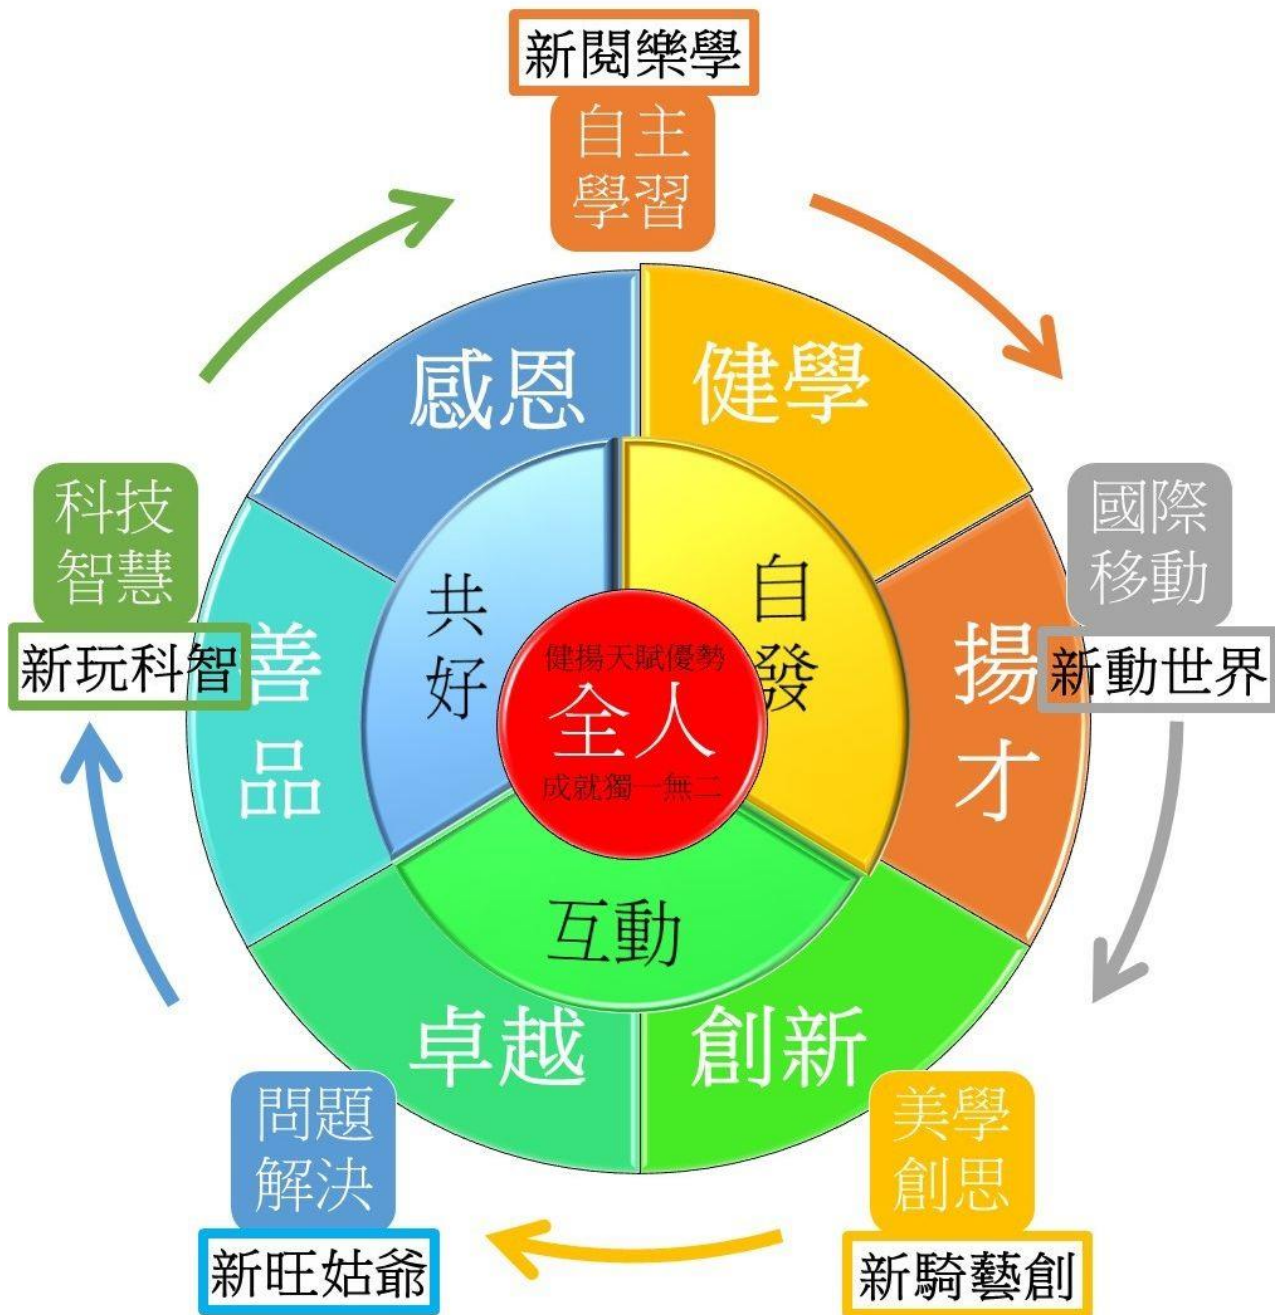 新閱樂學
自主
學習
感恩
健學
科技
智慧
新玩科智
國際
移動
新動世界
共
好
自
發
善
品
揚
才
健揚天賦優勢
全人
成就獨一無二
互動
卓越
創新
問題
解決
新旺姑爺
美學
創思
新騎藝創